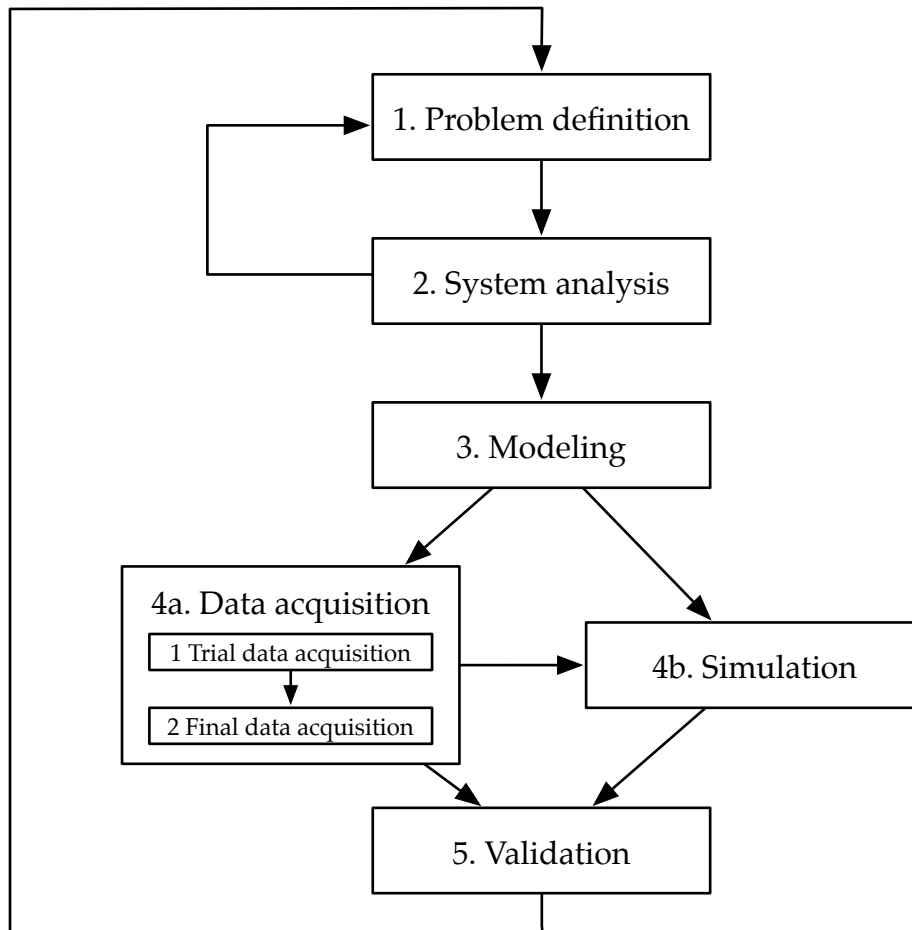 1. Problem definition
2. System analysis
3. Modeling
4a. Data acquisition
1 Trial data acquisition
2 Final data acquisition
4b. Simulation
5. Validation